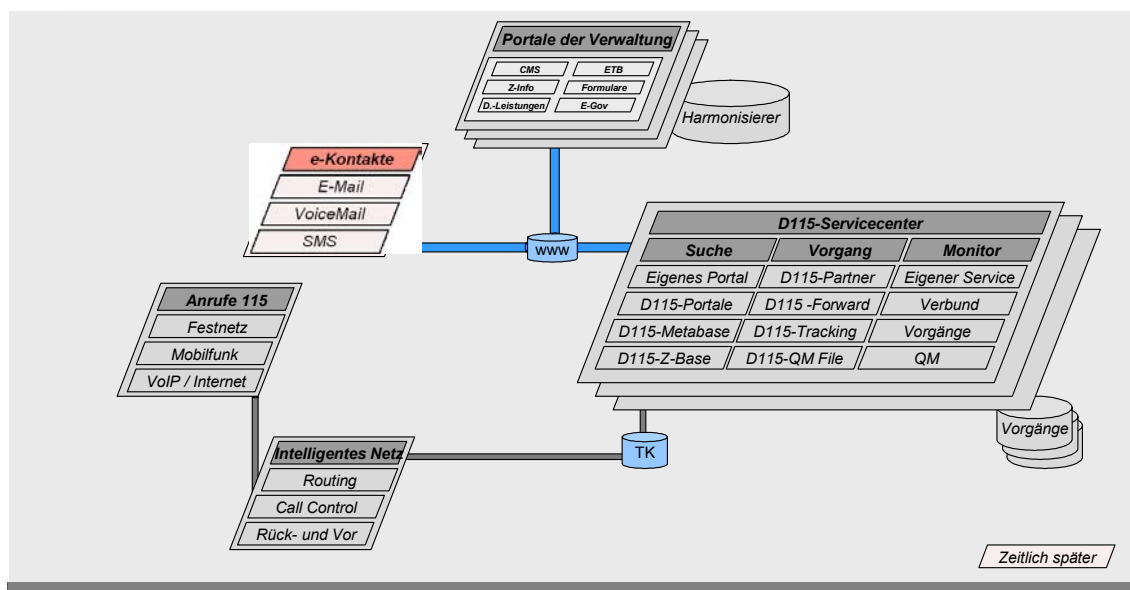 Portale der Verwaltung
CMS ETB
Z-Info Formulare
D.-Leistungen E-Gov
Harmonisierer
e-Kontakte
E-Mail
VoiceMail
SMS
www
D115-Servicecenter
Suche Vorgang Monitor
Eigenes Portal D115-Partner Eigener Service
D115-Portale D115 -Forward Verbund
D115-Metabase D115-Tracking Vorgänge
D115-Z-Base D115-QM File QM
Anrufe 115
Festnetz
Mobilfunk
VoIP / Internet
Vorgänge
Intelligentes Netz
Routing
Call Control
Rück- und Vor
TK
Zeitlich später